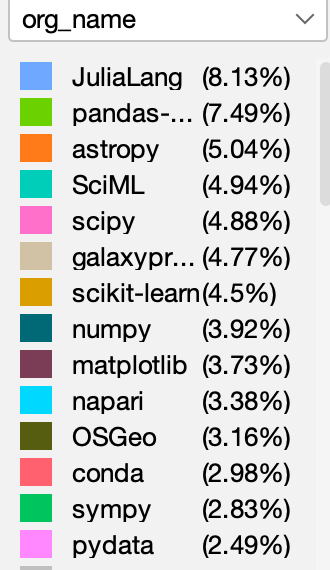 org_name
JuliaLang (8.13%)
pandas-... (7.49%)
astropy (5.04%)
SciML (4.94%)
scipy (4.88%)
galaxypr... (4.77%)
scikit-learn (4.5%)
numpy (3.92%)
matplotlib (3.73%)
napari (3.38%)
OSGeo (3.16%)
conda (2.98%)
sympy (2.83%)
pydata (2.49%)